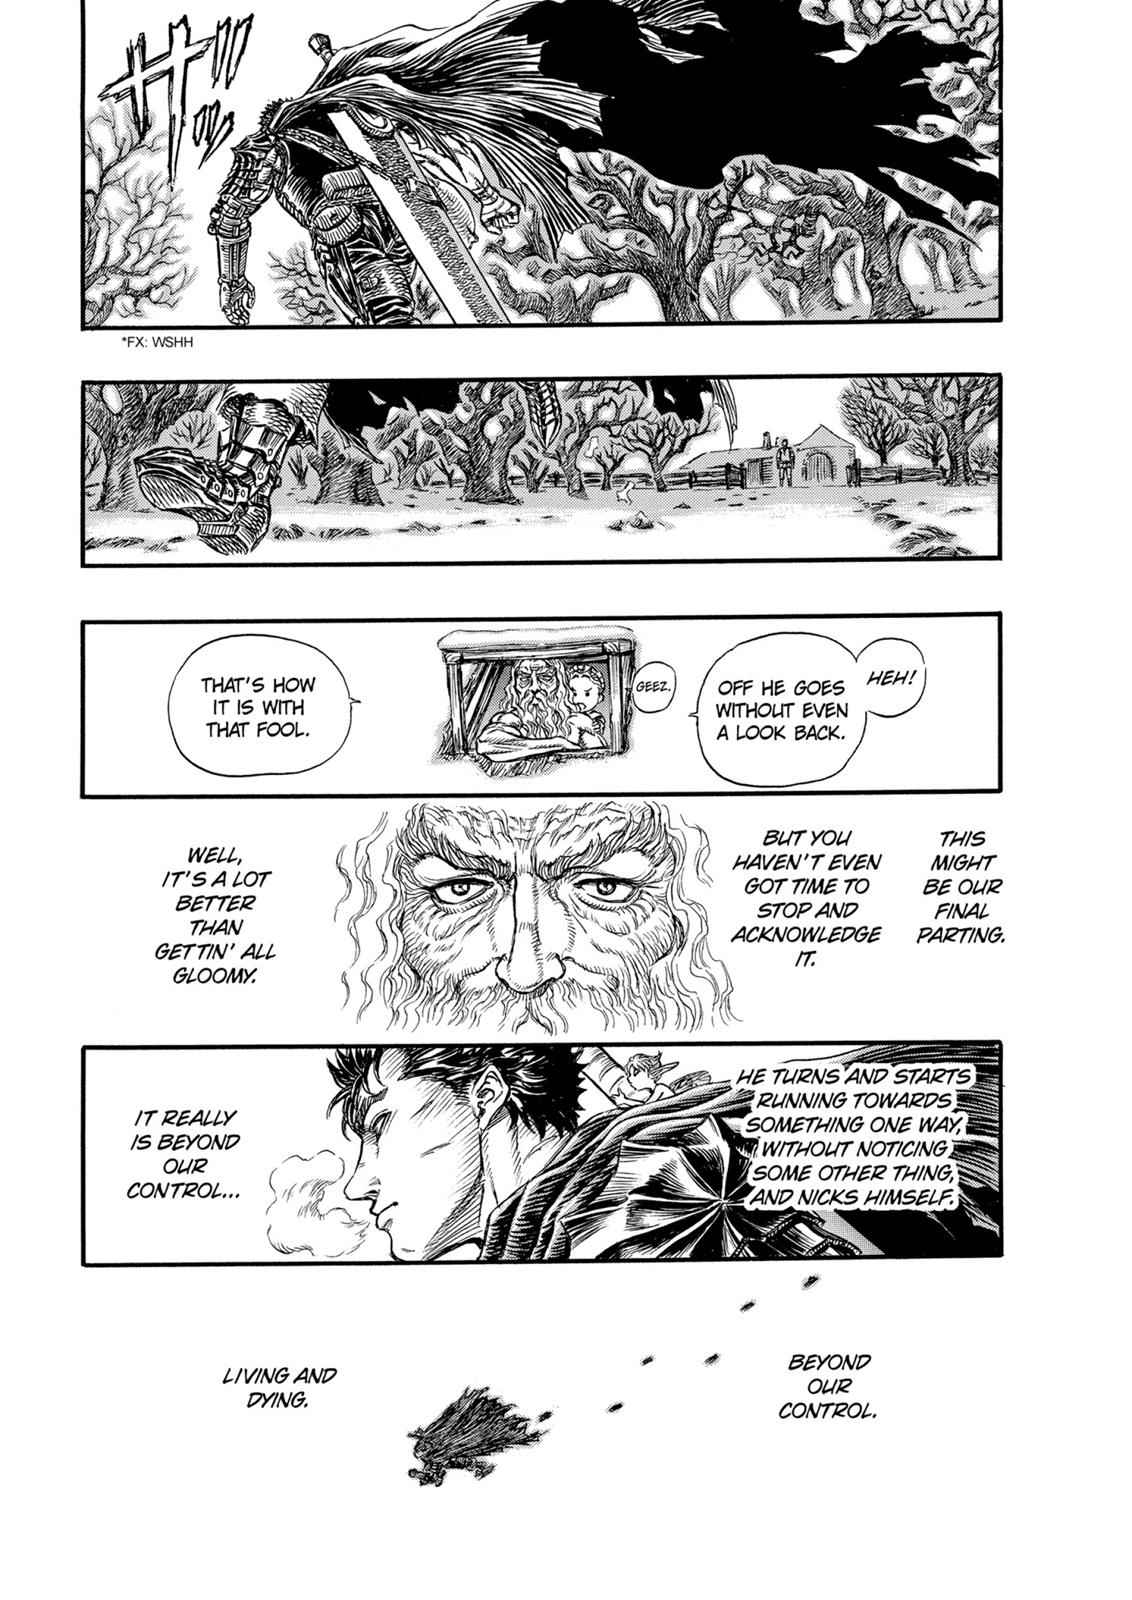 ザッ
*FX: WSHH
HEH!
OFF HE GOES
WITHOUT EVEN
A LOOK BACK.
GEEZ.
THAT'S HOW
IT IS WITH
THAT FOOL.
THIS
MIGHT
BE OUR
FINAL
PARTING.
BUT YOU
HAVEN'T EVEN
GOT TIME TO
STOP AND
ACKNOWLEDGE
IT.
WELL,
IT'S A LOT
BETTER
THAN
GETTIN' ALL
GLOOMY.
HE TURNS AND STARTS
RUNNING TOWARDS
SOMETHING ONE WAY,
WITHOUT NOTICING
SOME OTHER THING,
AND NICKS HIMSELF.
IT REALLY
IS BEYOND
OUR
CONTROL...
BEYOND
OUR
CONTROL.
LIVING AND
DYING.